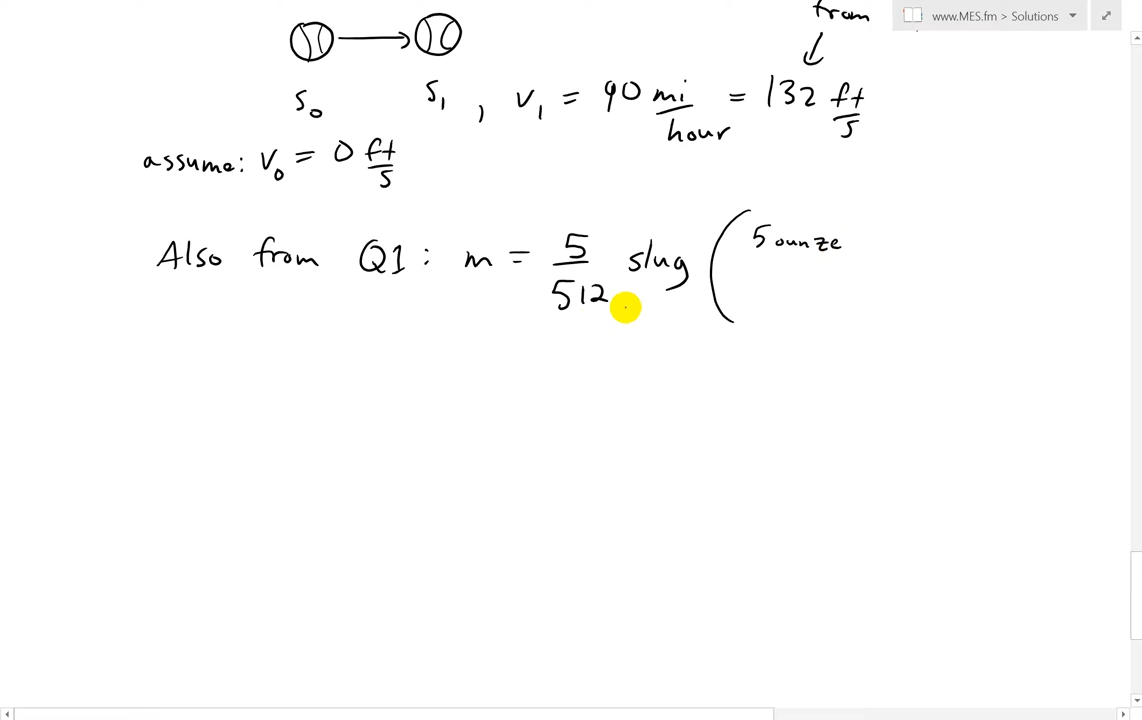 from
www.MES.fm > Solutions
S₀
S₁ , v₁ = 90 mi/hour = 132 ft/s
assume: v₀ = 0 ft/s
Also from Q1: m = 5/512 slug ( 5 ounze